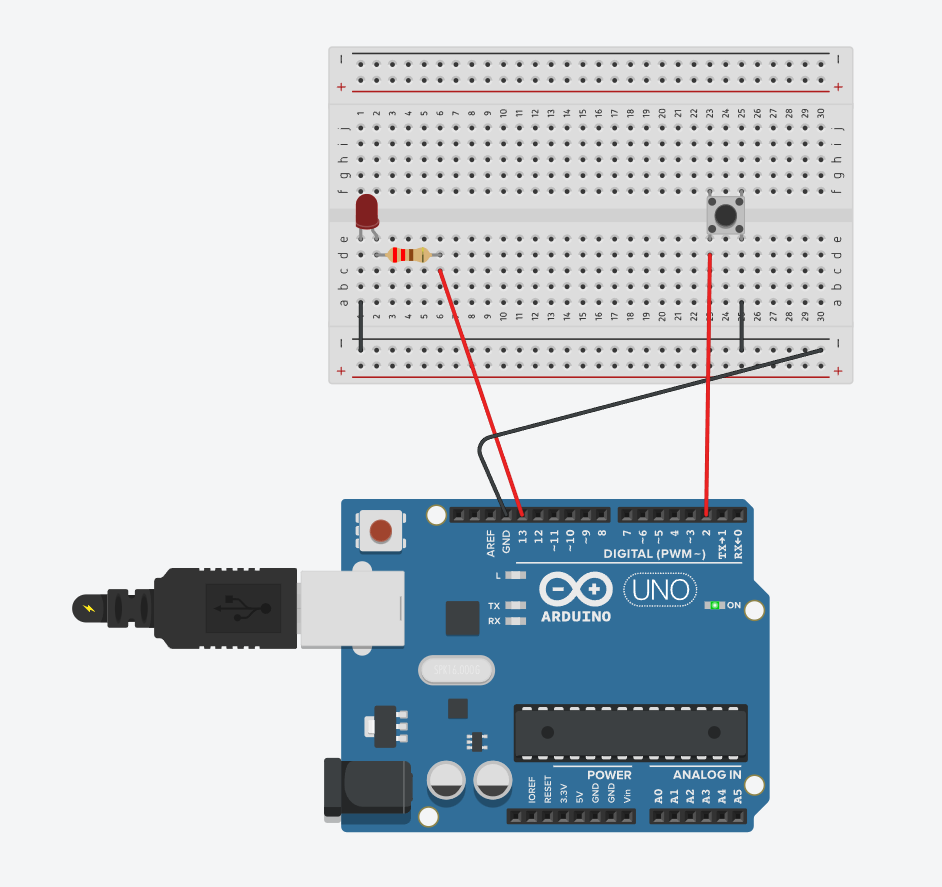 − −
+ +
1 2 3 4 5 6 7 8 9 10 11 12 13 14 15 16 17 18 19 20 21 22 23 24 25 26 27 28 29 30
j j
i i
h h
g g
f f
e e
d d
c c
b b
a a
1 2 3 4 5 6 7 8 9 10 11 12 13 14 15 16 17 18 19 20 21 22 23 24 25 26 27 28 29 30
− −
+ +
AREF GND 13 12 ~11 ~10 ~9 8 7 ~6 ~5 4 ~3 2 TX→1 RX←0
DIGITAL (PWM~)
L
TX
RX
UNO
ARDUINO
ON
POWER ANALOG IN
IOREF RESET 3.3V 5V GND GND Vin A0 A1 A2 A3 A4 A5